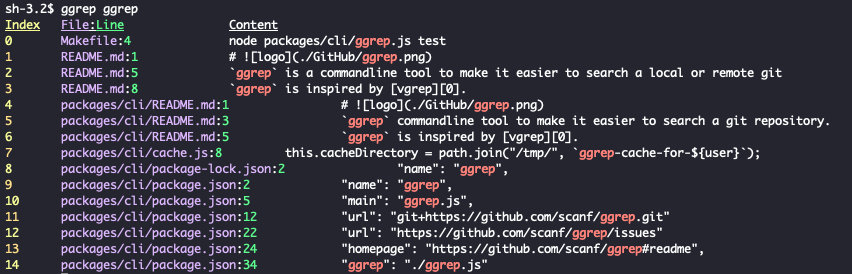 sh-3.2$ ggrep ggrep
Index File:Line Content
0 Makefile:4 node packages/cli/ggrep.js test
1 README.md:1 # ![logo](./GitHub/ggrep.png)
2 README.md:5 `ggrep` is a commandline tool to make it easier to search a local or remote git
3 README.md:8 `ggrep` is inspired by [vgrep][0].
4 packages/cli/README.md:1 # ![logo](./GitHub/ggrep.png)
5 packages/cli/README.md:3 `ggrep` commandline tool to make it easier to search a git repository.
6 packages/cli/README.md:5 `ggrep` is inspired by [vgrep][0].
7 packages/cli/cache.js:8 this.cacheDirectory = path.join("/tmp/", `ggrep-cache-for-${user}`);
8 packages/cli/package-lock.json:2 "name": "ggrep",
9 packages/cli/package.json:2 "name": "ggrep",
10 packages/cli/package.json:5 "main": "ggrep.js",
11 packages/cli/package.json:12 "url": "git+https://github.com/scanf/ggrep.git"
12 packages/cli/package.json:22 "url": "https://github.com/scanf/ggrep/issues"
13 packages/cli/package.json:24 "homepage": "https://github.com/scanf/ggrep#readme",
14 packages/cli/package.json:34 "ggrep": "./ggrep.js"